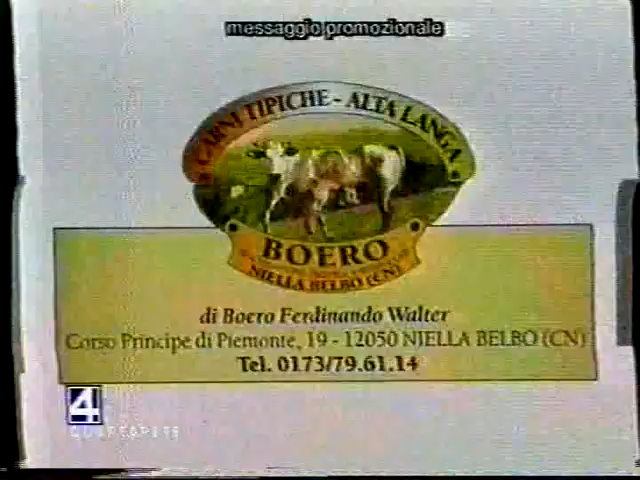 messaggio promozionale
CARNI TIPICHE - ALTA LANGA
BOERO
NIELLA BELBO (CN)
di Boero Ferdinando Walter
Corso Principe di Piemonte, 19 - 12050 NIELLA BELBO (CN)
Tel. 0173/79.61.14
4
QUARTARETE